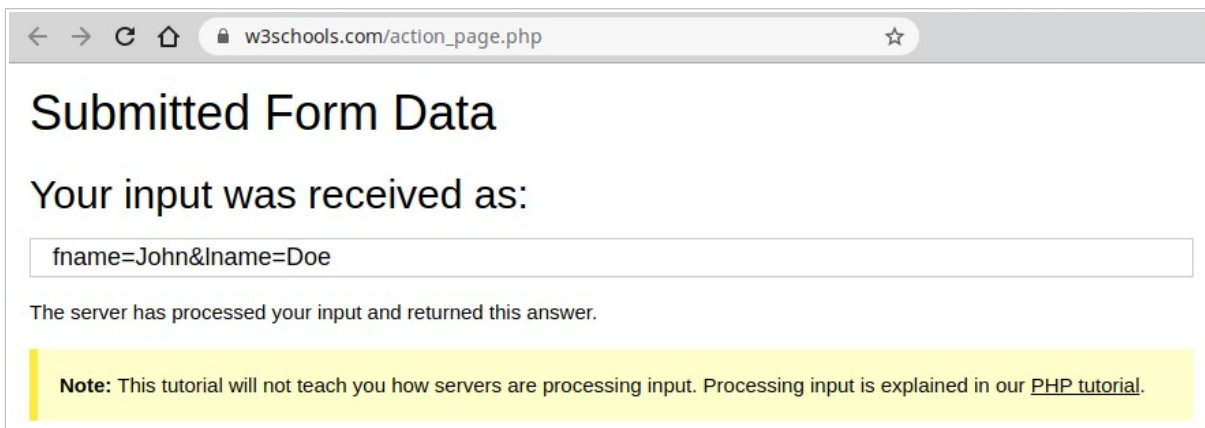 w3schools.com/action_page.php
Submitted Form Data
Your input was received as:
fname=John&lname=Doe
The server has processed your input and returned this answer.
Note: This tutorial will not teach you how servers are processing input. Processing input is explained in our PHP tutorial.